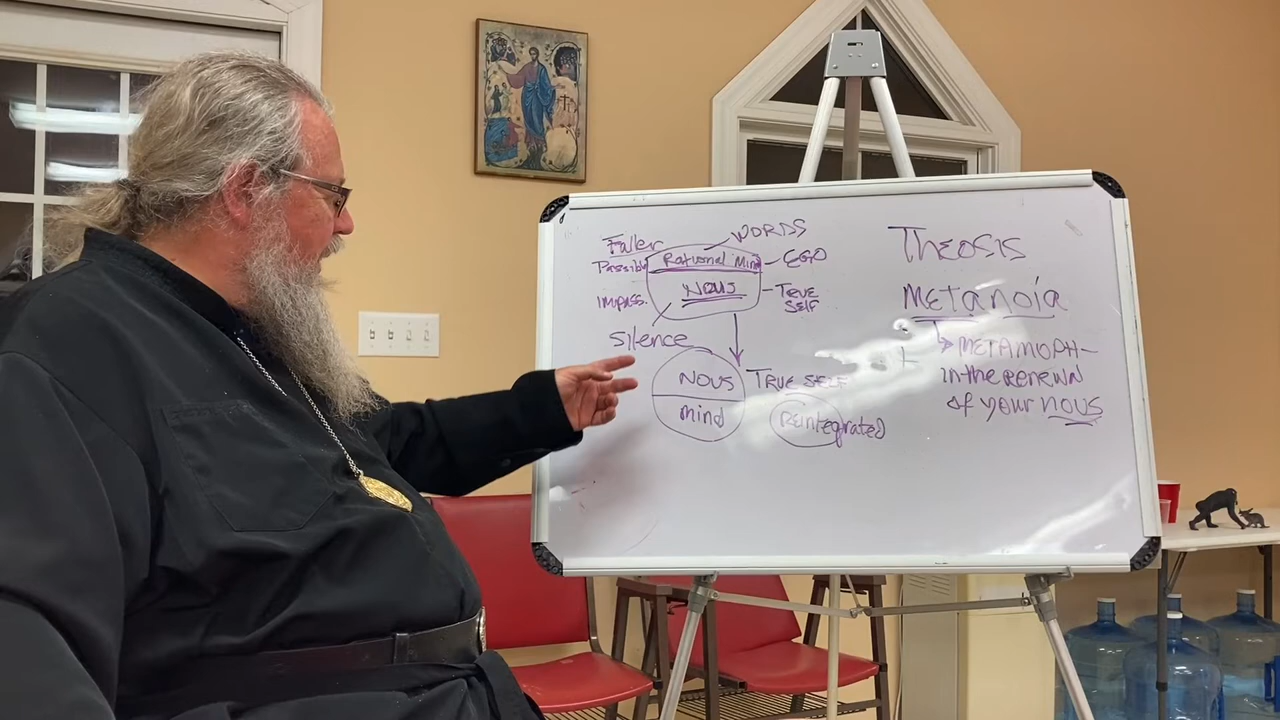 WORDS
Fallen
Passible
Rational Mind
EGO
impass.
NOUS
TRUE
SELF
Silence
NOUS
TRUE SELF
mind
Reintegrated
THEOSIS
METANOIA
METAMORPH-
in the renewal
of your NOUS